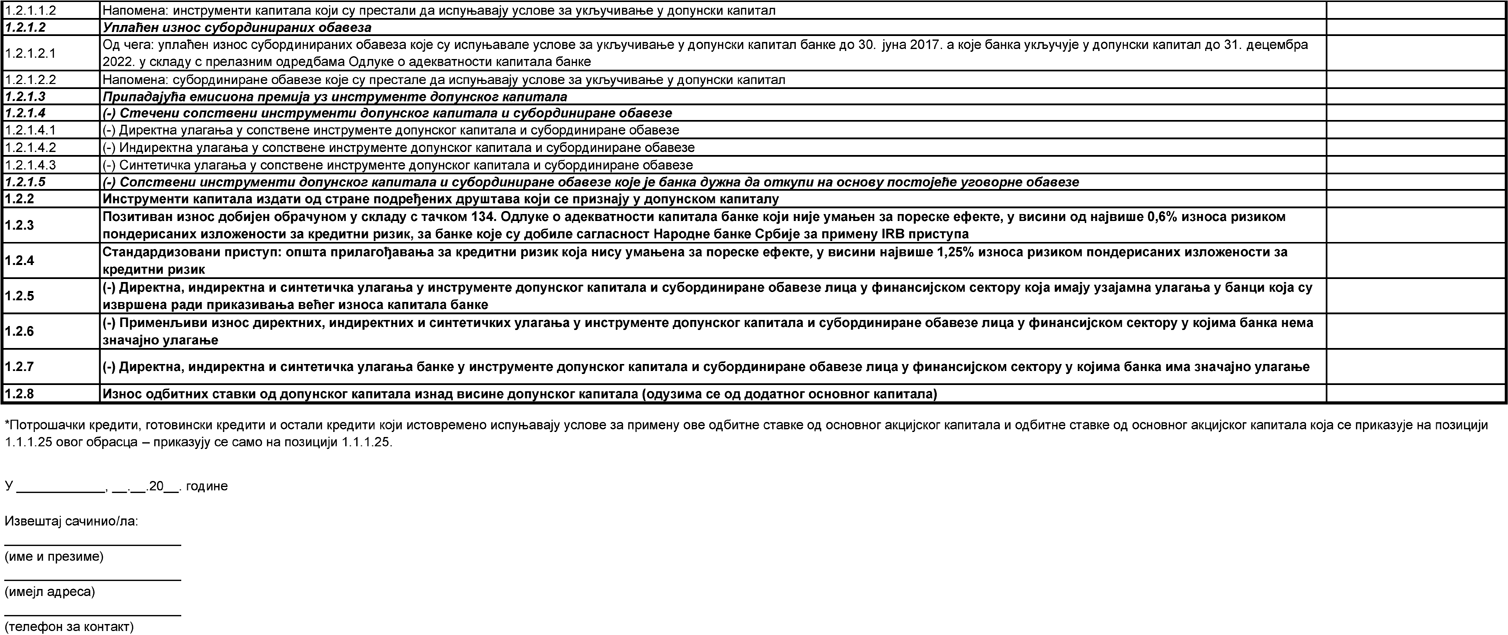 1.2.1.1.2 Напомена: инструменти капитала који су престали да испуњавају услове за укључивање у допунски капитал
1.2.1.2 Уплаћен износ субординираних обавеза
1.2.1.2.1 Од чега: уплаћен износ субординираних обавеза које су испуњавале услове за укључивање у допунски капитал банке до 30. јуна 2017. а које банка укључује у допунски капитал до 31. децембра
2022. у складу с прелазним одредбама Одлуке о адекватности капитала банке
1.2.1.2.2 Напомена: субординиране обавезе које су престале да испуњавају услове за укључивање у допунски капитал
1.2.1.3 Припадајућа емисиона премија уз инструменте допунског капитала
1.2.1.4 (-) Стечени сопствени инструменти допунског капитала и субординиране обавезе
1.2.1.4.1 (-) Директна улагања у сопствене инструменте допунског капитала и субординиране обавезе
1.2.1.4.2 (-) Индиректна улагања у сопствене инструменте допунског капитала и субординиране обавезе
1.2.1.4.3 (-) Синтетичка улагања у сопствене инструменте допунског капитала и субординиране обавезе
1.2.1.5 (-) Сопствени инструменти допунског капитала и субординиране обавезе које је банка дужна да откупи на основу постојеће уговорне обавезе
1.2.2 Инструменти капитала издати од стране подређених друштава који се признају у допунском капиталу
1.2.3 Позитиван износ добијен обрачуном у складу с тачком 134. Одлуке о адекватности капитала банке који није умањен за пореске ефекте, у висини од највише 0,6% износа ризиком
пондерисаних изложености за кредитни ризик, за банке које су добиле сагласност Народне банке Србије за примену IRB приступа
1.2.4 Стандардизовани приступ: општа прилагођавања за кредитни ризик која нису умањена за пореске ефекте, у висини највише 1,25% износа ризиком пондерисаних изложености за
кредитни ризик
1.2.5 (-) Директна, индиректна и синтетичка улагања у инструменте допунског капитала и субординиране обавезе лица у финансијском сектору која имају узајамна улагања у банци која су
извршена ради приказивања већег износа капитала банке
1.2.6 (-) Применљиви износ директних, индиректних и синтетичких улагања у инструменте допунског капитала и субординиране обавезе лица у финансијском сектору у којима банка нема
значајно улагање
1.2.7 (-) Директна, индиректна и синтетичка улагања банке у инструменте допунског капитала и субординиране обавезе лица у финансијском сектору у којима банка има значајно улагање
1.2.8 Износ одбитних ставки од допунског капитала изнад висине допунског капитала (одузима се од додатног основног капитала)
*Потрошачки кредити, готовински кредити и остали кредити који истовремено испуњавају услове за примену ове одбитне ставке од основног акцијског капитала и одбитне ставке од основног акцијског капитала која се приказује на позицији
1.1.1.25 овог обрасца – приказују се само на позицији 1.1.1.25.
У ____________, __.__.20__. године
Извештај сачинио/ла:
________________________
(име и презиме)
________________________
(имејл адреса)
________________________
(телефон за контакт)